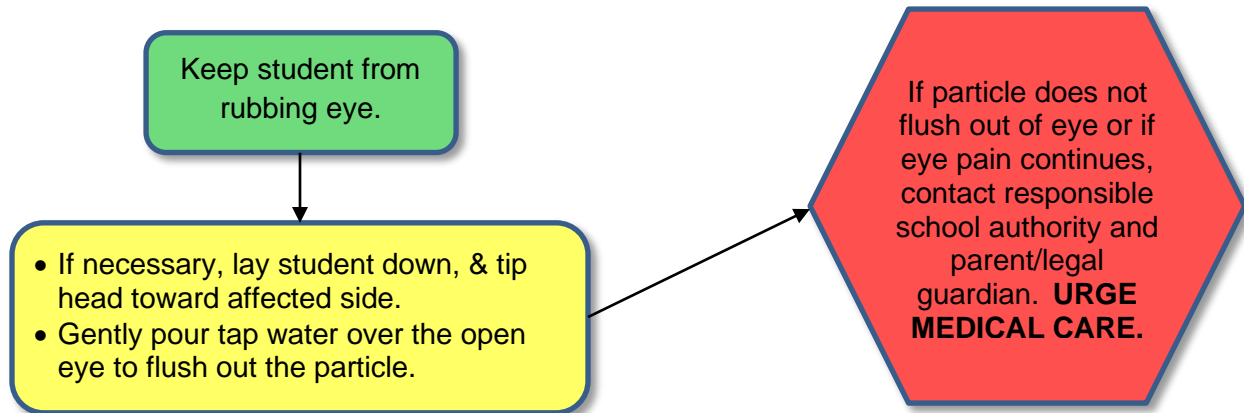 Keep student from
rubbing eye.
• If necessary, lay student down, & tip
head toward affected side.
• Gently pour tap water over the open
eye to flush out the particle.
If particle does not
flush out of eye or if
eye pain continues,
contact responsible
school authority and
parent/legal
guardian. URGE
MEDICAL CARE.